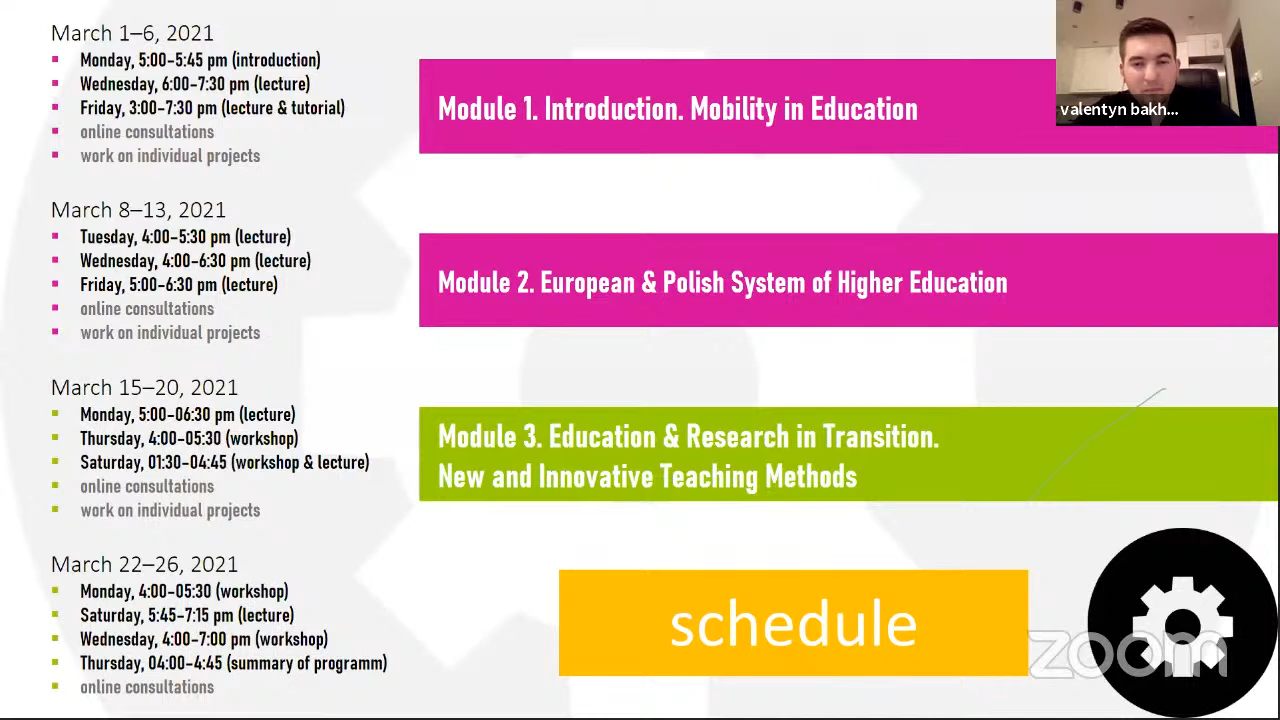 March 1–6, 2021
Monday, 5:00–5:45 pm (introduction)
Wednesday, 6:00–7:30 pm (lecture)
Friday, 3:00–7:30 pm (lecture & tutorial)
online consultations
work on individual projects
Module 1. Introduction. Mobility in Education
valentyn bakh...
March 8–13, 2021
Tuesday, 4:00–5:30 pm (lecture)
Wednesday, 4:00–6:30 pm (lecture)
Friday, 5:00–6:30 pm (lecture)
online consultations
work on individual projects
Module 2. European & Polish System of Higher Education
March 15–20, 2021
Monday, 5:00–06:30 pm (lecture)
Thursday, 4:00–05:30 (workshop)
Saturday, 01:30–04:45 (workshop & lecture)
online consultations
work on individual projects
Module 3. Education & Research in Transition.
New and Innovative Teaching Methods
March 22–26, 2021
Monday, 4:00–05:30 (workshop)
Saturday, 5:45–7:15 pm (lecture)
Wednesday, 4:00–7:00 pm (workshop)
Thursday, 04:00–4:45 (summary of programm)
online consultations
schedule
zoom